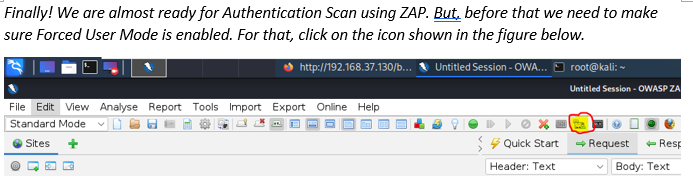 Finally! We are almost ready for Authentication Scan using ZAP. But, before that we need to make
sure Forced User Mode is enabled. For that, click on the icon shown in the figure below.
http://192.168.37.130/b... Untitled Session - OWA... root@kali: ~
Untitled Session - OWASP ZA
File Edit View Analyse Report Tools Import Export Online Help
Standard Mode
Sites Quick Start Request Resp
Header: Text Body: Text